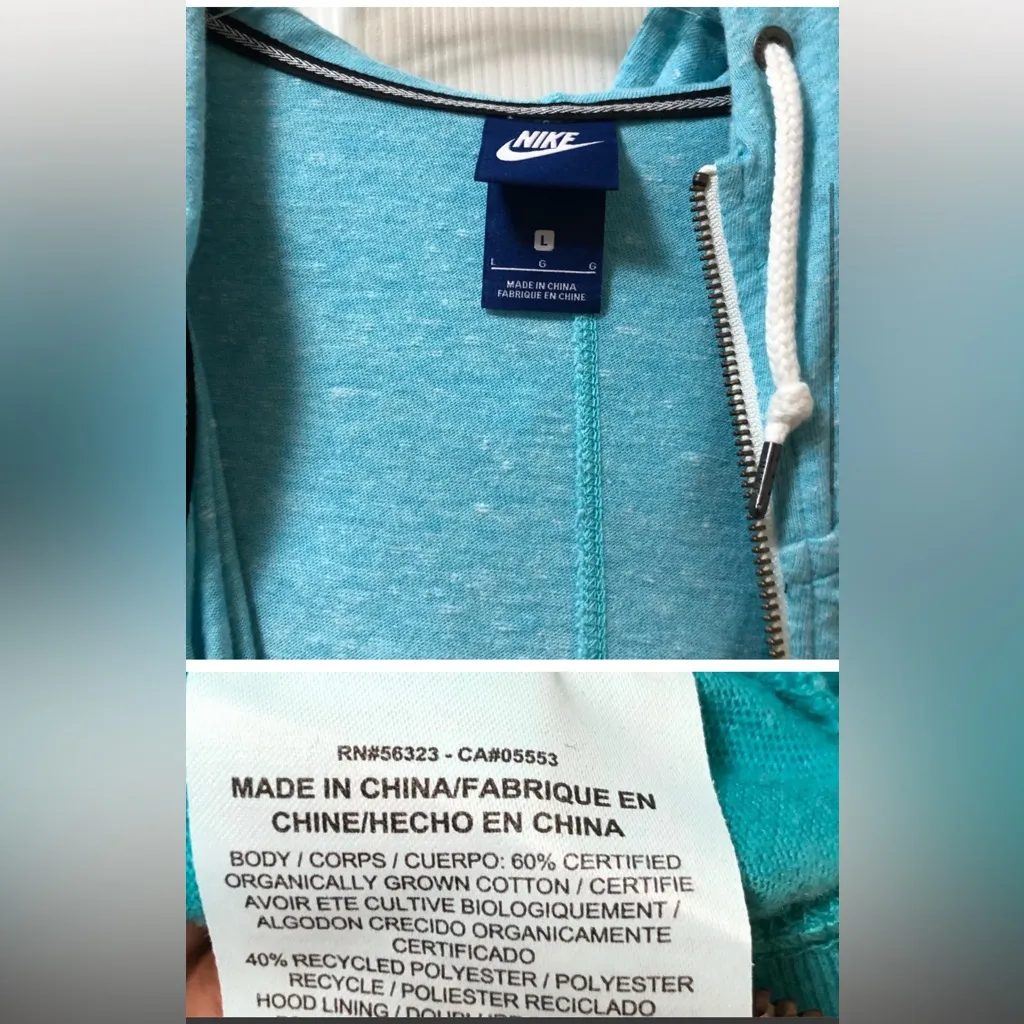 NIKE
L
L G G
MADE IN CHINA
FABRIQUE EN CHINE
RN#56323 - CA#05553
MADE IN CHINA/FABRIQUE EN
CHINE/HECHO EN CHINA
BODY / CORPS / CUERPO: 60% CERTIFIED
ORGANICALLY GROWN COTTON / CERTIFIE
AVOIR ETE CULTIVE BIOLOGIQUEMENT /
ALGODON CRECIDO ORGANICAMENTE
CERTIFICADO
40% RECYCLED POLYESTER / POLYESTER
RECYCLE / POLIESTER RECICLADO
HOOD LINING /